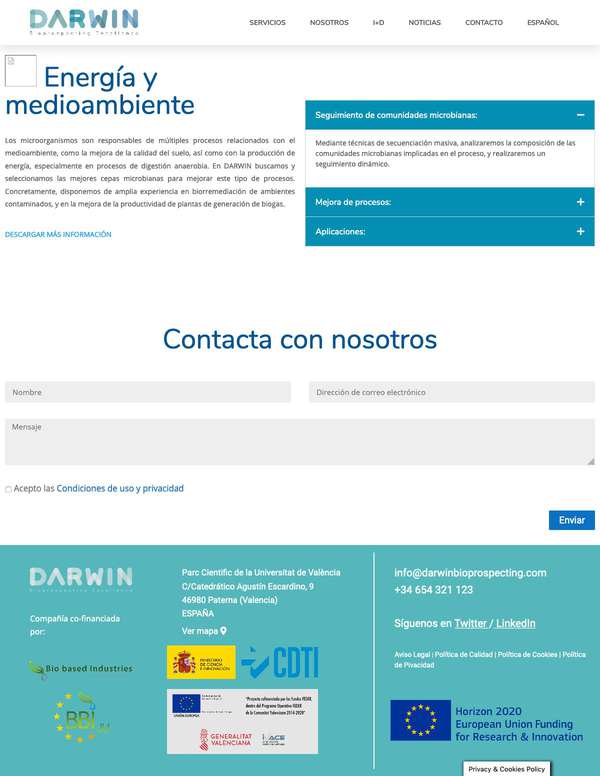 DARWIN
Bioprospecting Excellence
SERVICIOS
NOSOTROS
I+D
NOTICIAS
CONTACTO
ESPAÑOL
Energía y
medioambiente
Los microorganismos son responsables de múltiples procesos relacionados con el
medioambiente, como la mejora de la calidad del suelo, así como con la producción de
energía, especialmente en procesos de digestión anaerobia. En DARWIN buscamos y
seleccionamos las mejores cepas microbianas para mejorar este tipo de procesos.
Concretamente, disponemos de amplia experiencia en biorremediación de ambientes
contaminados, y en la mejora de la productividad de plantas de generación de biogas.
DESCARGAR MÁS INFORMACIÓN
Seguimiento de comunidades microbianas:
Mediante técnicas de secuenciación masiva, analizaremos la composición de las
comunidades microbianas implicadas en el proceso, y realizaremos un
seguimiento dinámico.
Mejora de procesos:
Aplicaciones:
Contacta con nosotros
Nombre
Dirección de correo electrónico
Mensaje
Acepto las Condiciones de uso y privacidad
Enviar
DARWIN
Bioprospecting Excellence
Compañía co-financiada
por:
Bio based Industries
BBI
Parc Cientific de la Universitat de València
C/Catedrático Agustín Escardino, 9
46980 Paterna (Valencia)
ESPAÑA
Ver mapa
MINISTERIO
DE CIENCIA
E INNOVACIÓN
CDTI
UNIÓN EUROPEA
"Proyecto cofinanciado por los Fondos FEDER,
dentro del Programa Operativo FEDER
de la Comunitat Valenciana 2014-2020"
GENERALITAT
VALENCIANA
iVACE
info@darwinbioprospecting.com
+34 654 321 123
Síguenos en Twitter / LinkedIn
Aviso Legal | Política de Calidad | Política de Cookies | Política
de Pivacidad
Horizon 2020
European Union Funding
for Research & Innovation
Privacy & Cookies Policy